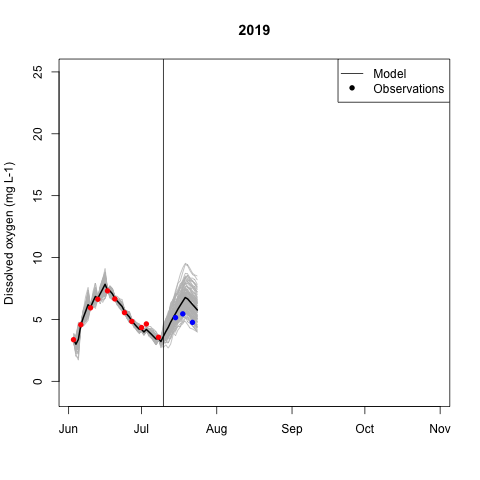 2019
Model
Observations
Dissolved oxygen (mg L-1)
25
20
15
10
5
0
Jun Jul Aug Sep Oct Nov